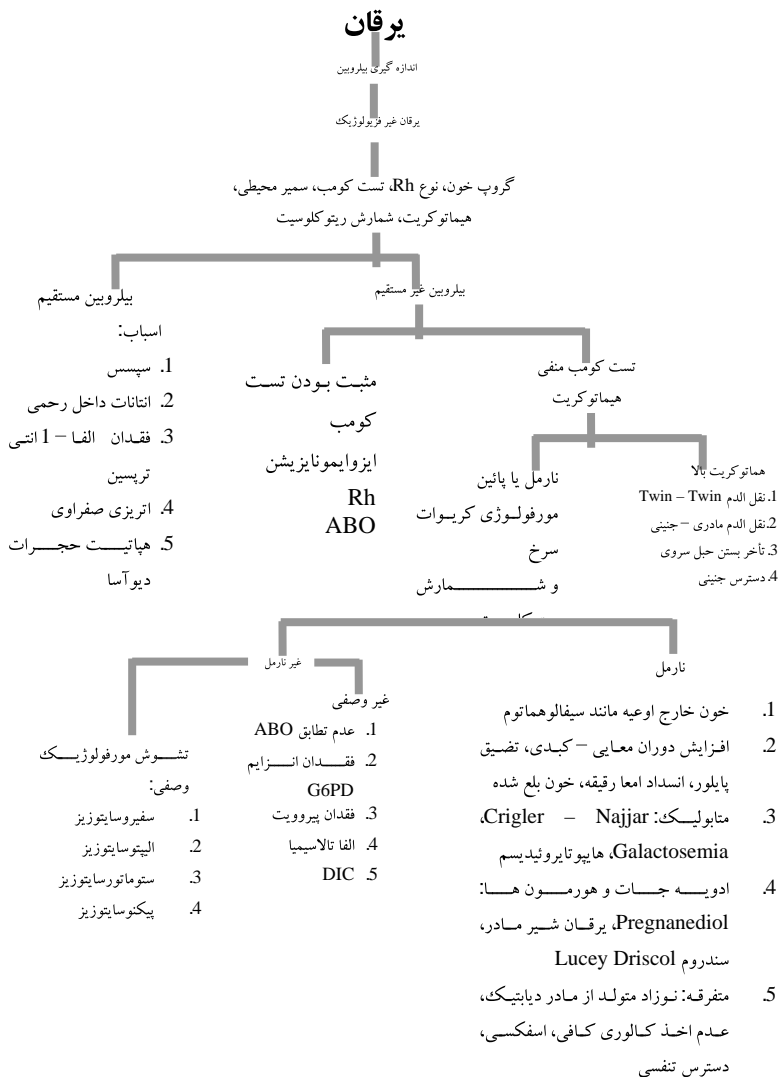 یرقان
اندازه گیری بیلروبین
یرقان غیر فزیولوژیک
گروپ خون، نوع Rh، تست کومب، سمیر محیطی،
هیماتوکریت، شمارش ریتوکلوسیت
بیلروبین غیر مستقیم
بیلروبین مستقیم
اسباب:
1. سپسس
2. انتانات داخل رحمی
3. فقدان الفا – 1 انتی
تریپسین
4. اتریزی صفراوی
5. هپاتیت حجرات
دیوآسا
مثبت بودن تست
کومب
ایزوایمونایزیشن
Rh
ABO
تست کومب منفی
هیماتوکریت
نارمل یا پائین
مورفولوژی کریوات
سرخ
و شمارش
هماتوکریت بالا
1. نقل الدم Twin – Twin
2. نقل الدم مادری – جنینی
3. تأخر بستن حبل سروی
4. دسترس جنینی
غیر نارمل
نارمل
تشوش مورفولوژیک
وصفی:
1. سفیروسایتوزیز
2. الیپتوسایتوزیز
3. ستوماتورسایتوزیز
4. پیکنوسایتوزیز
غیر وصفی
1. عدم تطابق ABO
2. فقدان انزایم
G6PD
3. فقدان پیروویت
4. الفا تالاسیمیا
5. DIC
1. خون خارج اوعیه مانند سیفالوهماتوم
2. افزایش دوران معایی – کبدی، تضیق
پایلور، انسداد امعا رقیقه، خون بلع شده
3. متابولیک: Crigler – Najjar،
Galactosemia، هایپوتایروئیدیسم
4. ادویه جات و هورمون ها:
Pregnanediol، یرقان شیر مادر،
سندروم Lucey Driscol
5. متفرقه: نوزاد متولد از مادر دیابتیک،
عدم اخذ کالوری کافی، اسفکسی،
دسترس تنفسی